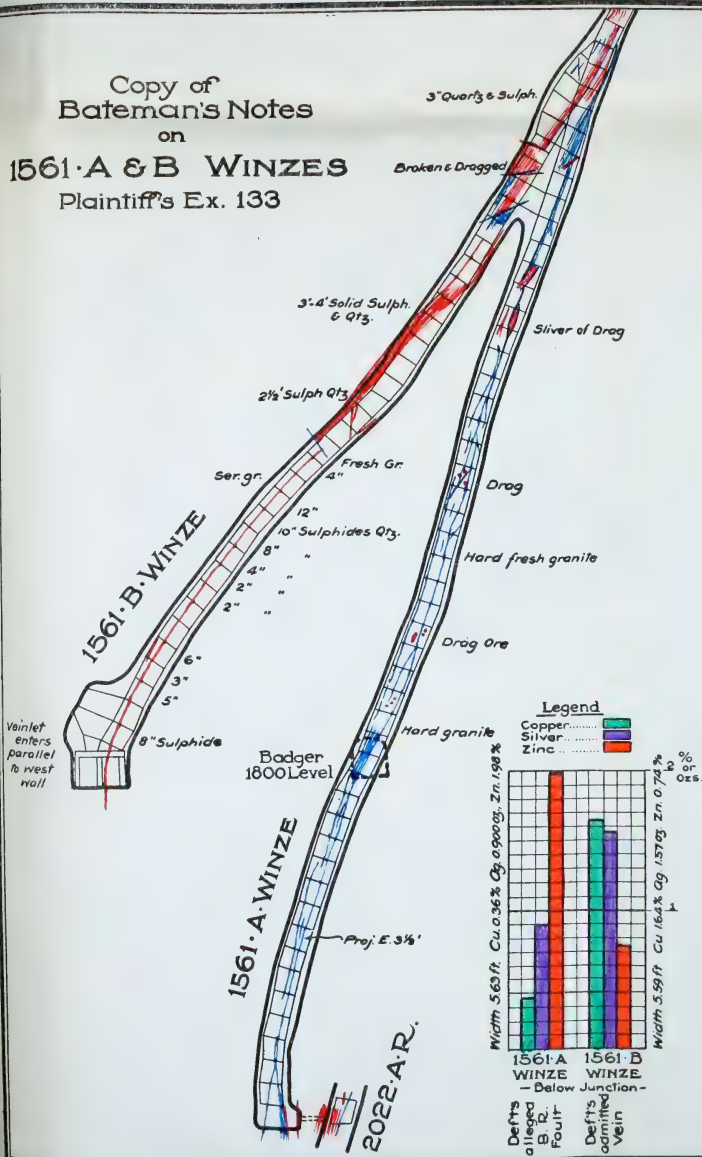 Copy of
Bateman's Notes
on
1561·A & B WINZES
Plaintiff's Ex. 133
3" Quartz & Sulph.
Broken & Dragged
3'-4' Solid Sulph.
& Qtz.
Sliver of Drag
2½' Sulph Qtz
Fresh Gr.
Ser. gr.
4"
Drag
12"
10" Sulphides Qtz.
8" "
4" "
2" "
2" "
Hard fresh granite
1561·B·WINZE
Drag Ore
6"
3"
5"
Veinlet
enters
parallel
to west
wall
8" Sulphide
Hard granite
Badger
1800 Level
1561·A·WINZE
Proj. E. 3½'
2022·A·R.
Legend
Copper
Silver
Zinc
2 % or Ozs.
1
Width 5.63 ft. Cu. 0.36% Ag. 0.900oz. Zn. 1.98%
Width 5.59 ft Cu 1.64% Ag. 1.57oz. Zn. 0.74%
1561·A
WINZE
1561·B
WINZE
- Below Junction -
Deft's
alleged
B. R.
Fault
Deft's
admitted
Vein